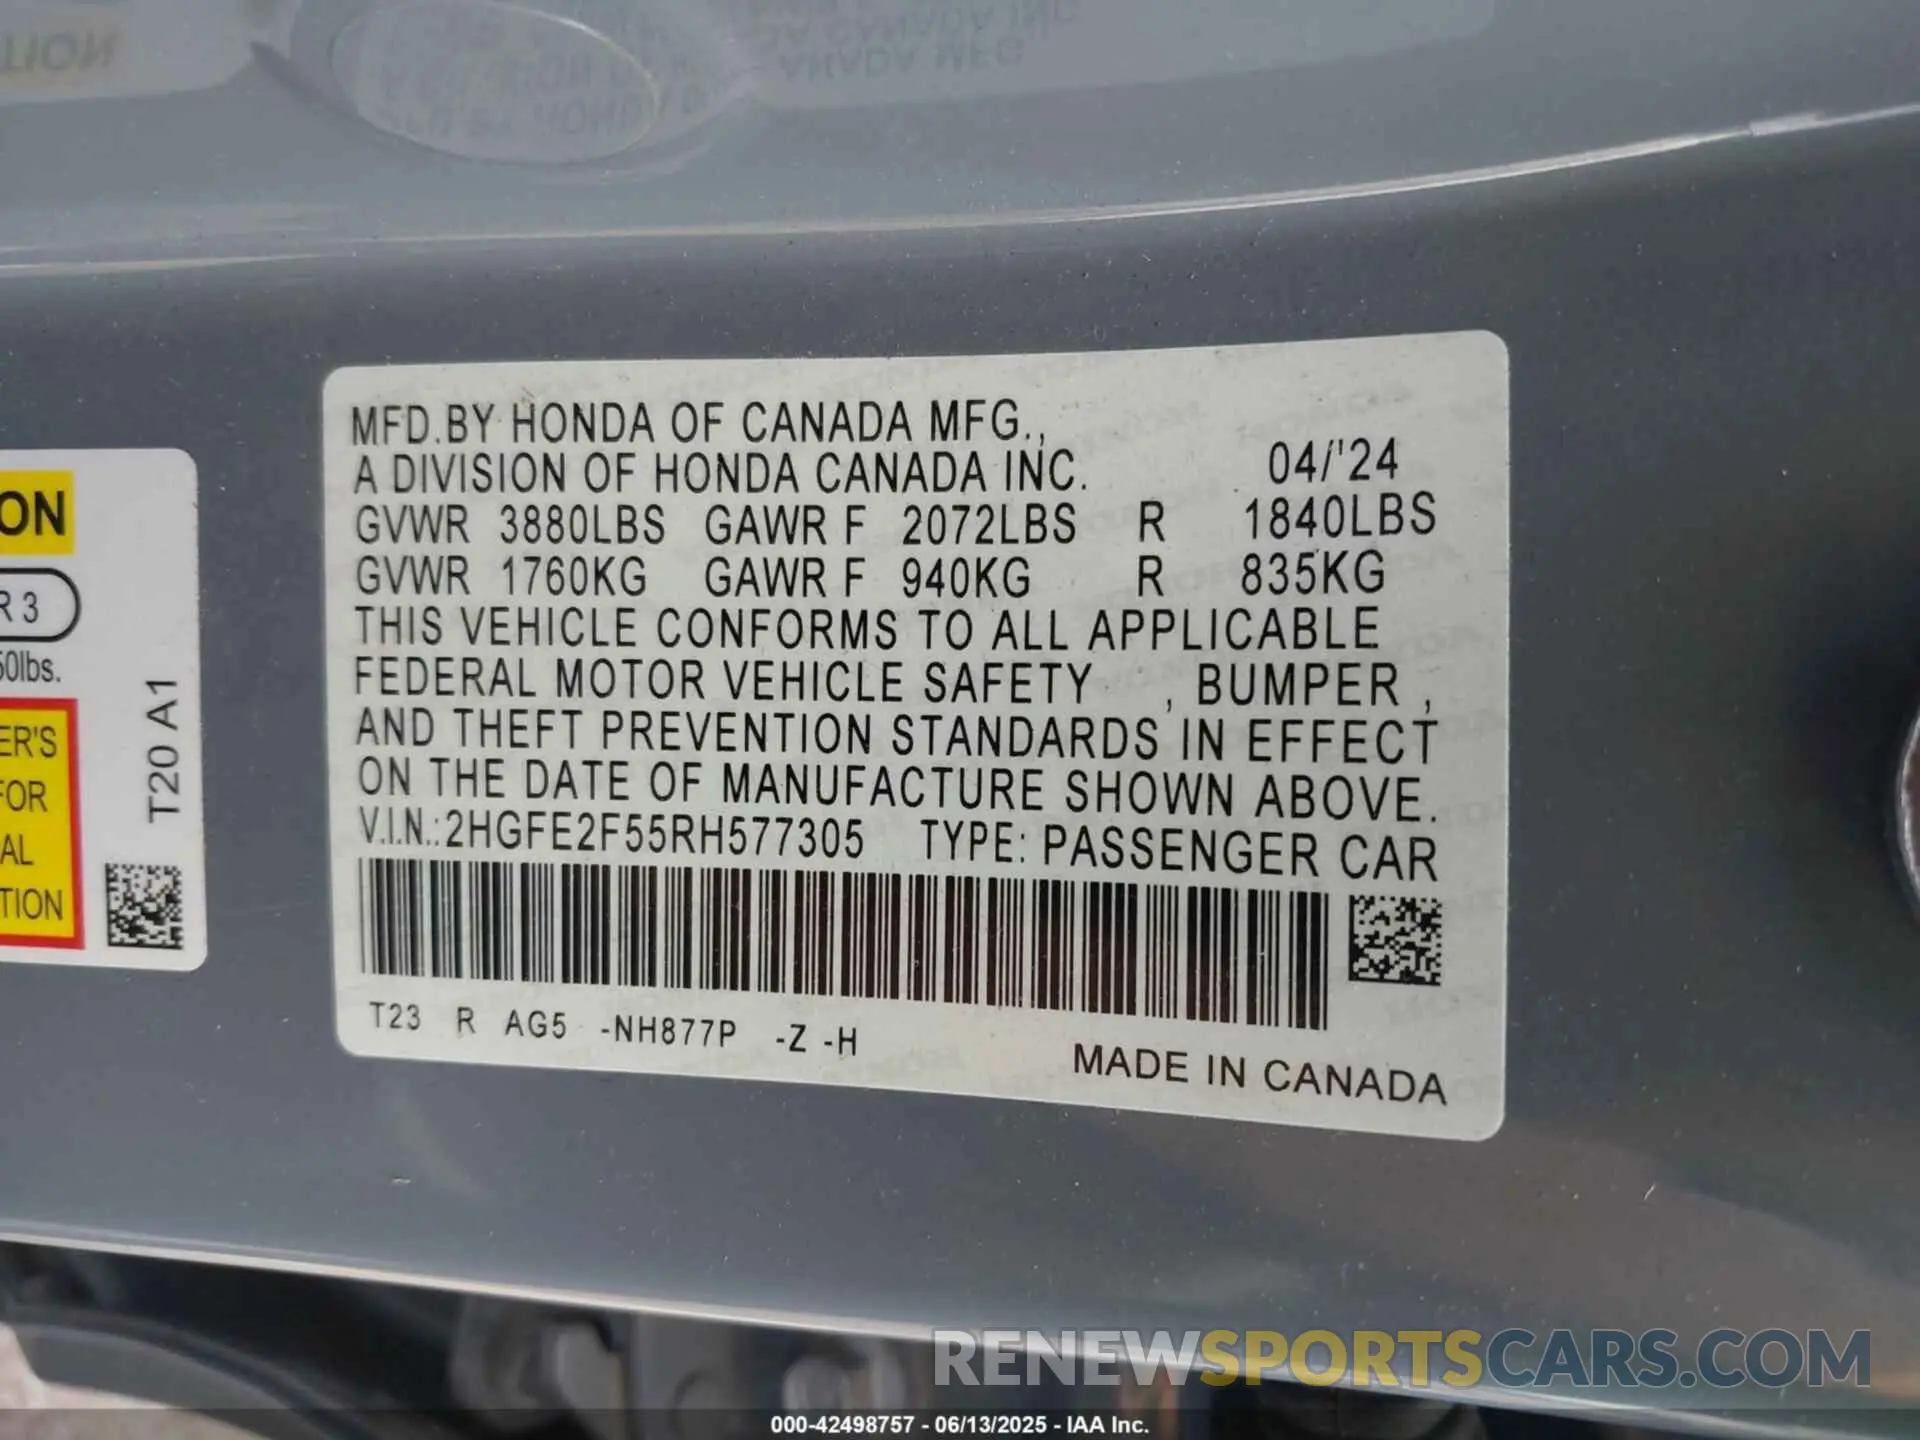 MFD.BY HONDA OF CANADA MFG.,
A DIVISION OF HONDA CANADA INC. 04/'24
GVWR 3880LBS GAWR F 2072LBS R 1840LBS
GVWR 1760KG GAWR F 940KG R 835KG
THIS VEHICLE CONFORMS TO ALL APPLICABLE
FEDERAL MOTOR VEHICLE SAFETY , BUMPER ,
AND THEFT PREVENTION STANDARDS IN EFFECT
ON THE DATE OF MANUFACTURE SHOWN ABOVE.
V.I.N.:2HGFE2F55RH577305 TYPE: PASSENGER CAR
T23 R AG5 -NH877P -Z -H
MADE IN CANADA
ON
R 3
50lbs.
ER'S
FOR
AL
TION
T20 A1
RENEWSPORTSCARS.COM
000-42498757 - 06/13/2025 - IAA Inc.